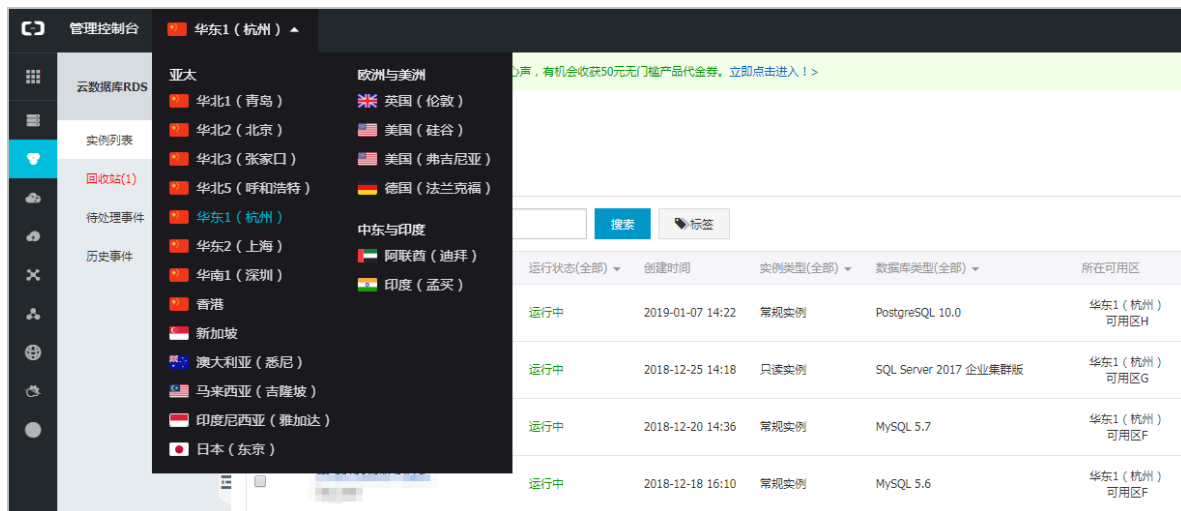 管理控制台
华东1（杭州）
云数据库RDS
实例列表
回收站(1)
待处理事件
历史事件
亚太
华北1（青岛）
华北2（北京）
华北3（张家口）
华北5（呼和浩特）
华东1（杭州）
华东2（上海）
华南1（深圳）
香港
新加坡
澳大利亚（悉尼）
马来西亚（吉隆坡）
印度尼西亚（雅加达）
日本（东京）
欧洲与美洲
英国（伦敦）
美国（硅谷）
美国（弗吉尼亚）
德国（法兰克福）
中东与印度
阿联酋（迪拜）
印度（孟买）
心声，有机会收获50元无门槛产品代金券。立即点击进入！>
搜索
标签
运行状态(全部) 创建时间 实例类型(全部) 数据库类型(全部) 所在可用区
运行中 2019-01-07 14:22 常规实例 PostgreSQL 10.0 华东1（杭州）
可用区H
运行中 2018-12-25 14:18 只读实例 SQL Server 2017 企业集群版 华东1（杭州）
可用区G
运行中 2018-12-20 14:36 常规实例 MySQL 5.7 华东1（杭州）
可用区F
运行中 2018-12-18 16:10 常规实例 MySQL 5.6 华东1（杭州）
可用区F